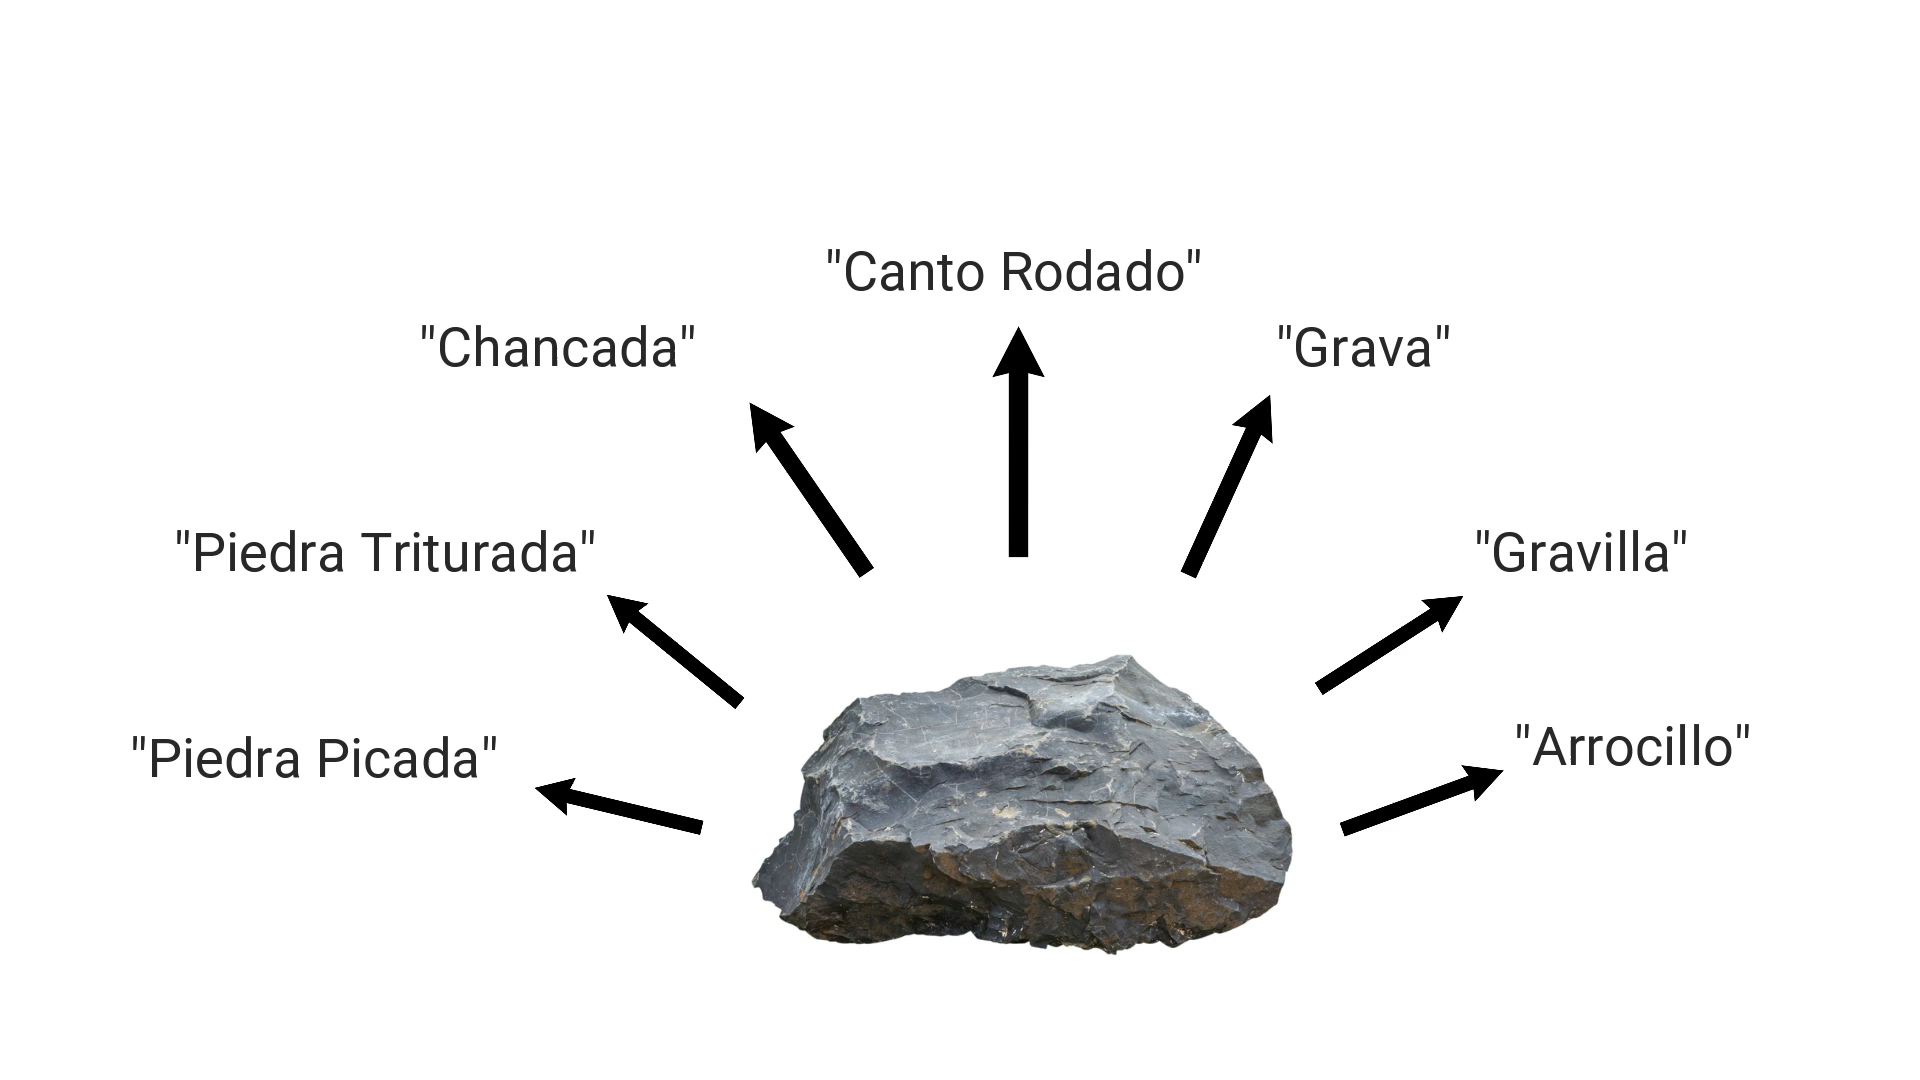 "Canto Rodado"
"Chancada"
"Grava"
"Piedra Triturada"
"Gravilla"
"Piedra Picada"
"Arrocillo"